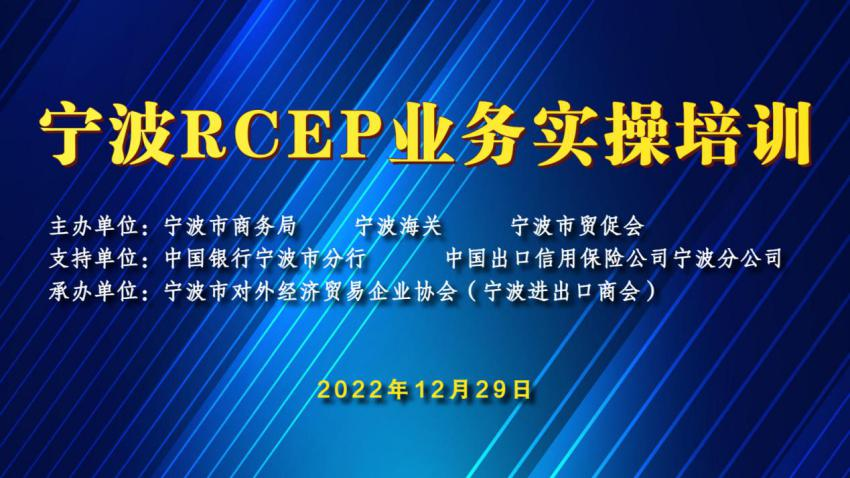 宁波RCEP业务实操培训
主办单位：宁波市商务局 宁波海关 宁波市贸促会
支持单位：中国银行宁波市分行 中国出口信用保险公司宁波分公司
承办单位：宁波市对外经济贸易企业协会（宁波进出口商会）
2022年12月29日